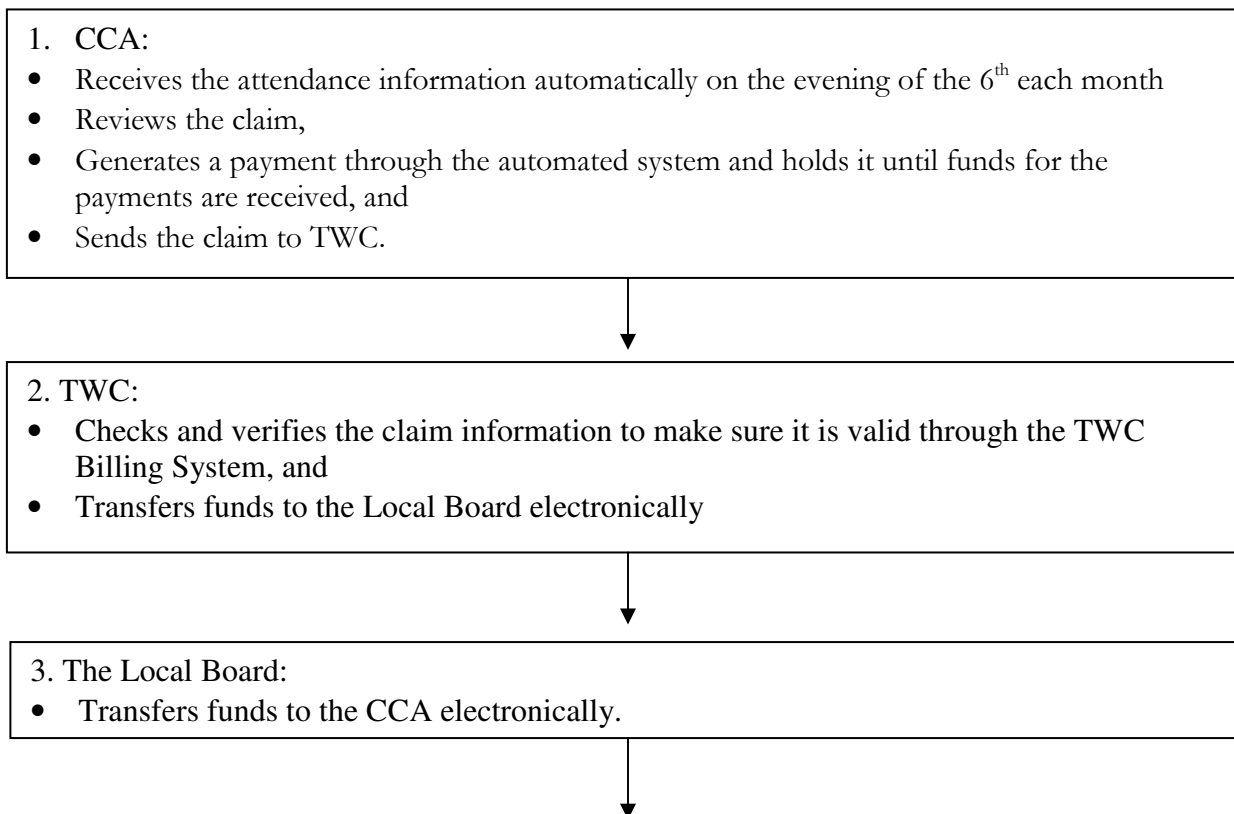 1. CCA:
• Receives the attendance information automatically on the evening of the 6th each month
• Reviews the claim,
• Generates a payment through the automated system and holds it until funds for the
payments are received, and
• Sends the claim to TWC.
2. TWC:
• Checks and verifies the claim information to make sure it is valid through the TWC
Billing System, and
• Transfers funds to the Local Board electronically
3. The Local Board:
• Transfers funds to the CCA electronically.